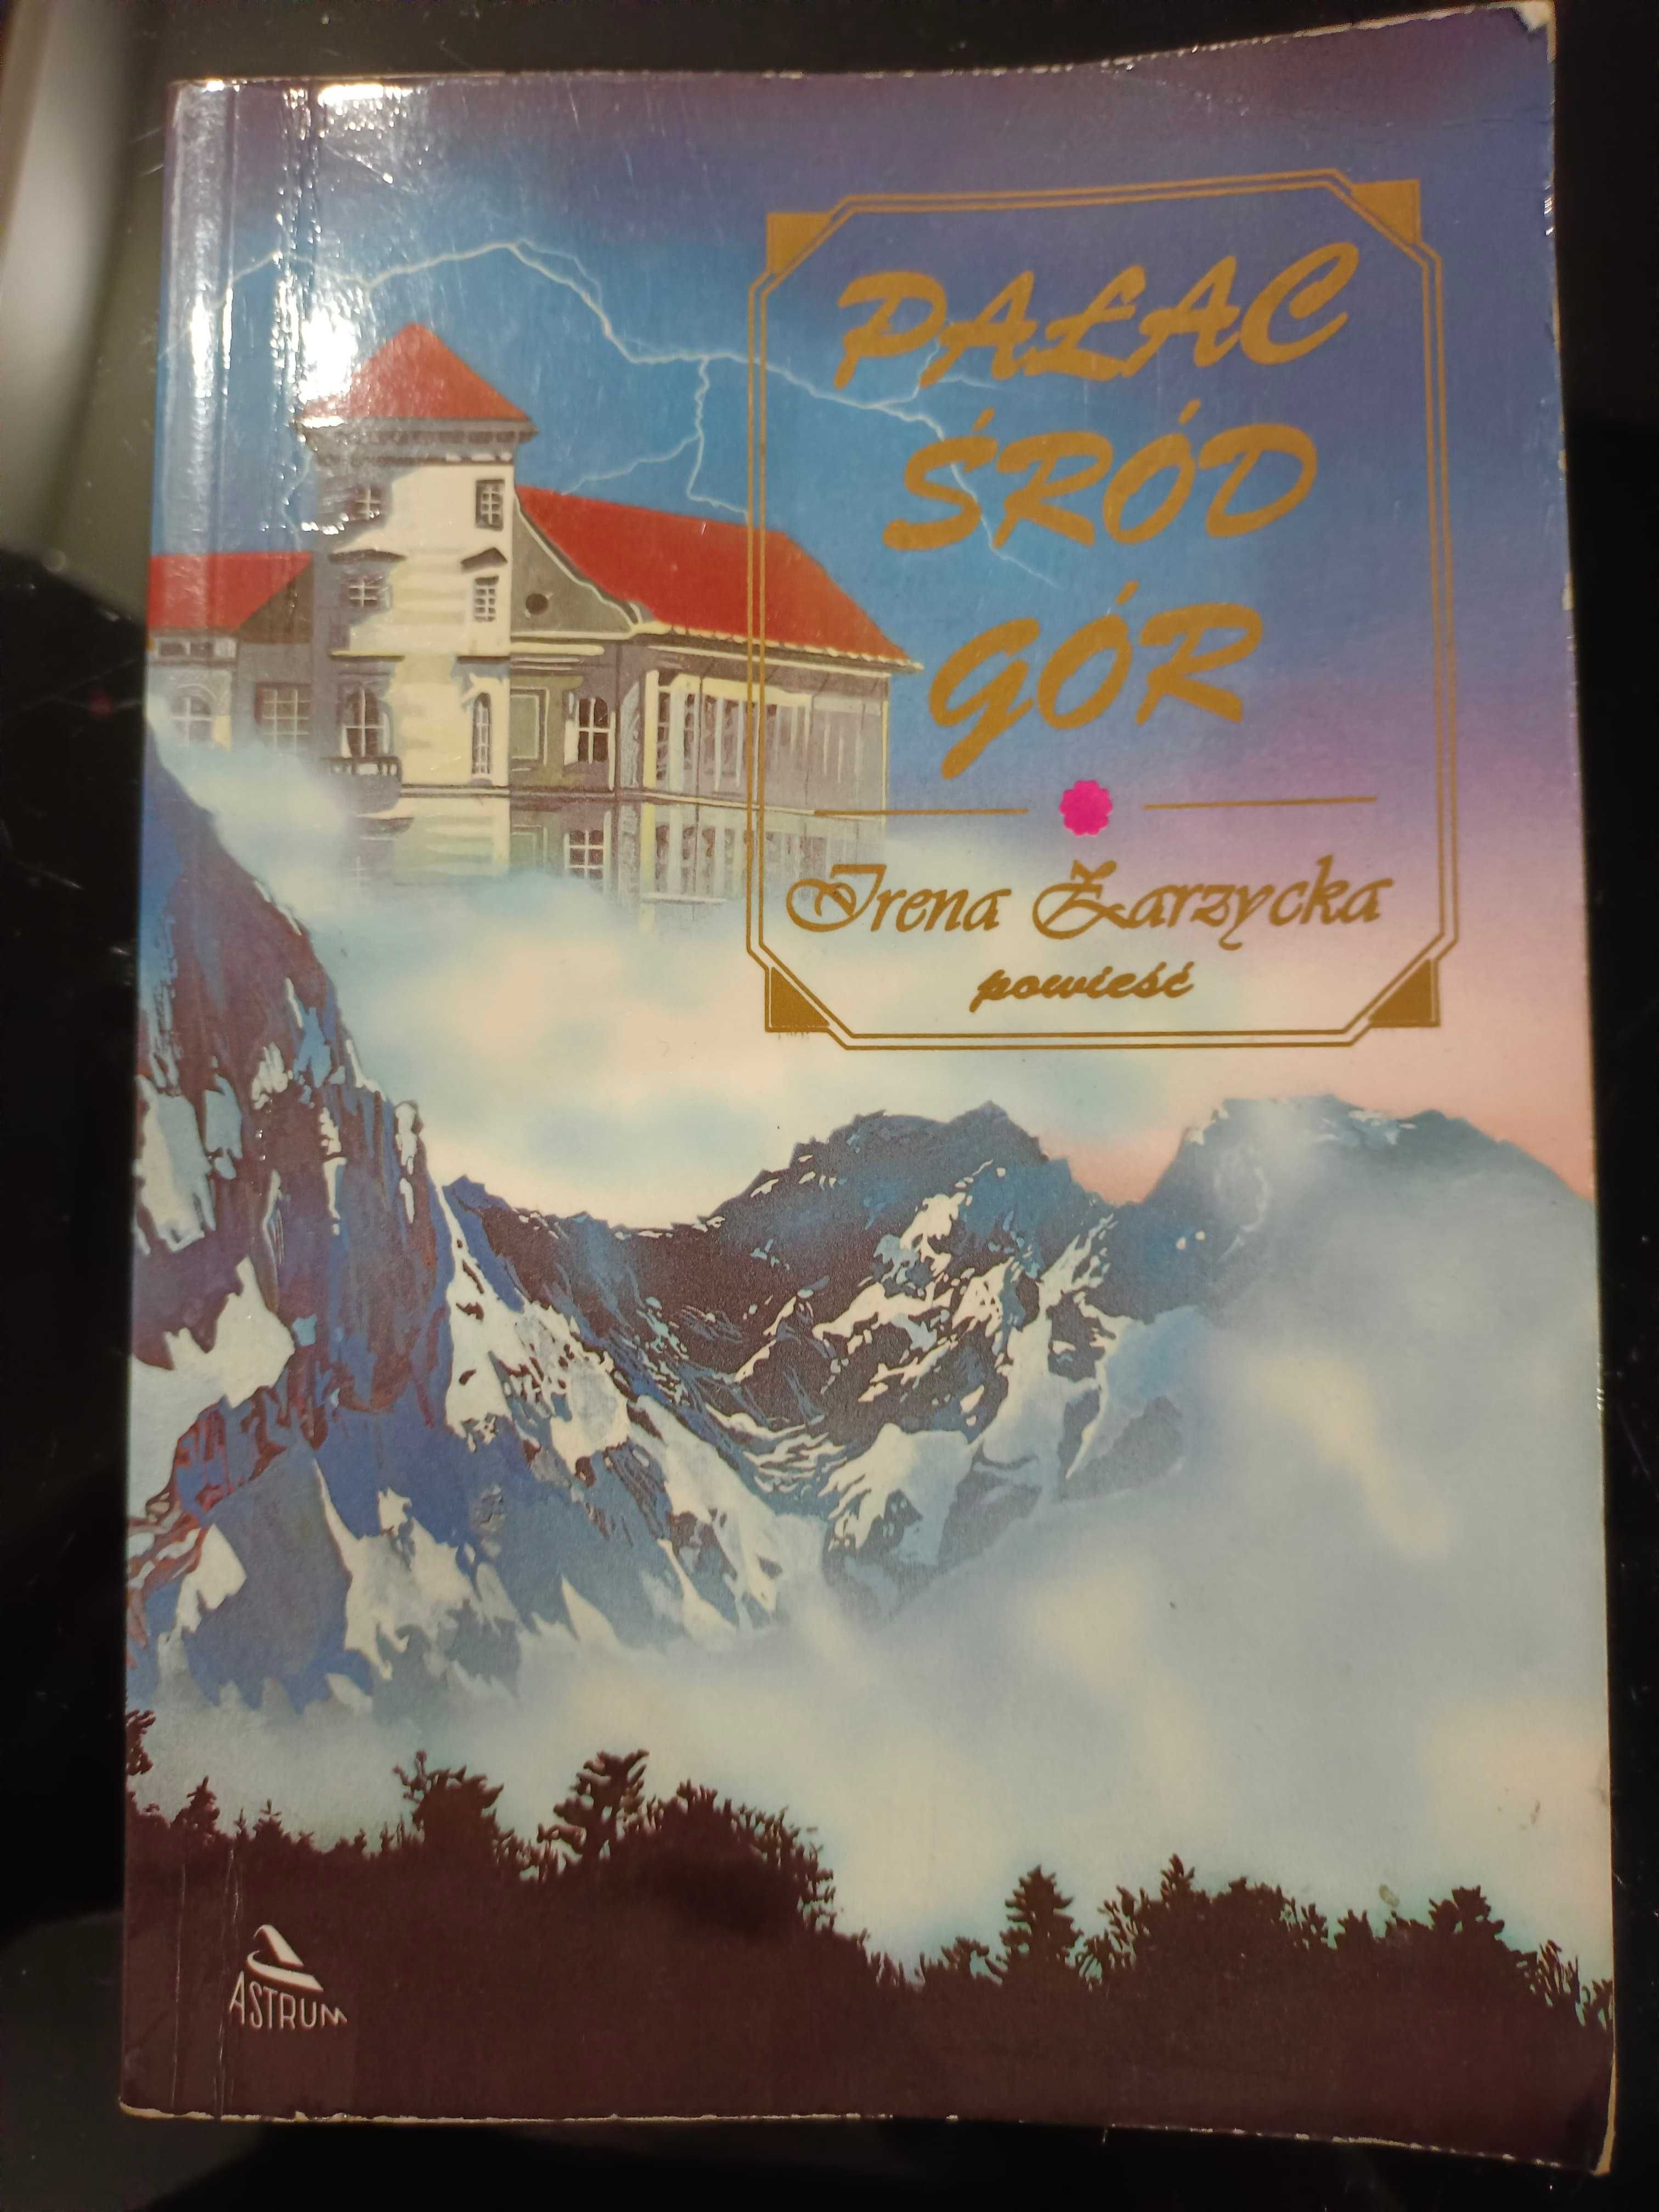 PAŁAC
ŚRÓD
GÓR
Irena Zarzycka
powieść
ASTRUM